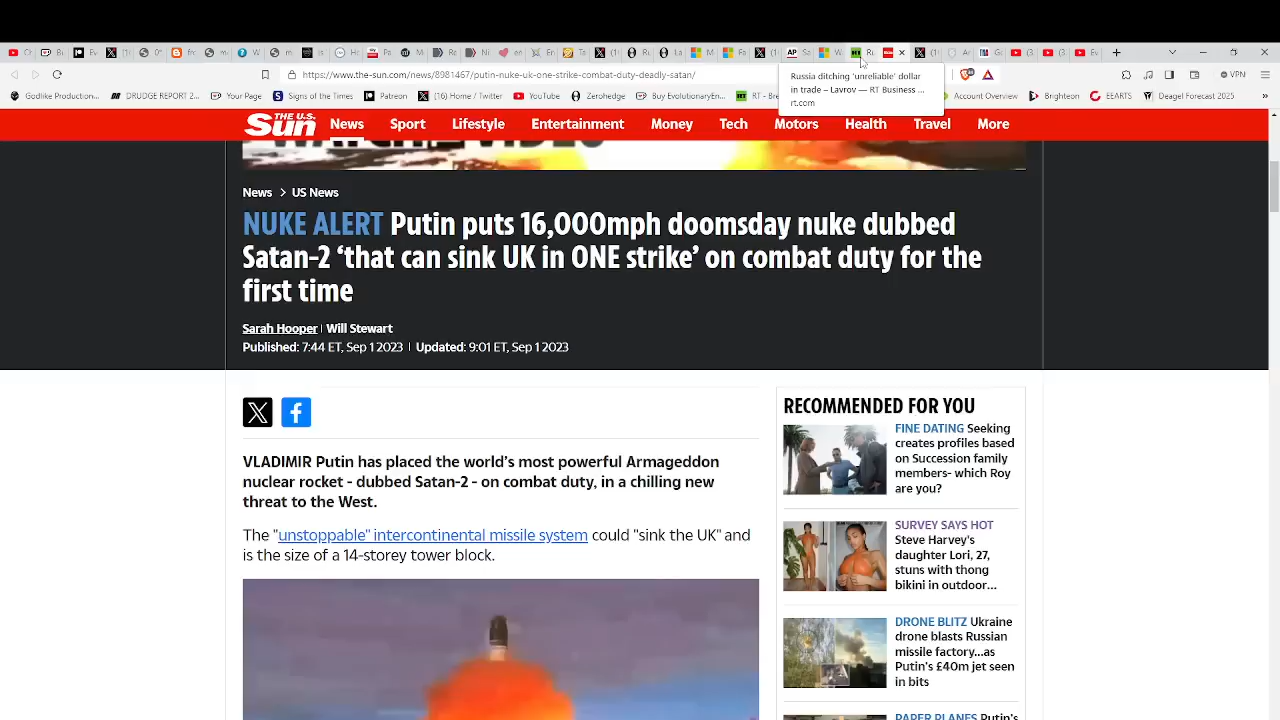 https://www.the-sun.com/news/8981467/putin-nuke-uk-one-strike-combat-duty-deadly-satan/
VPN
Russia ditching 'unreliable' dollar
in trade – Lavrov — RT Business ...
rt.com
Godlike Production...
DRUDGE REPORT 2...
Your Page
Signs of the Times
Patreon
(16) Home / Twitter
YouTube
Zerohedge
Buy EvolutionaryEn...
RT - Bre
Account Overview
Brighteon
EEARTS
Deagel Forecast 2025
THE U.S.
Sun
News
Sport
Lifestyle
Entertainment
Money
Tech
Motors
Health
Travel
More
News > US News
NUKE ALERT Putin puts 16,000mph doomsday nuke dubbed
Satan-2 ‘that can sink UK in ONE strike’ on combat duty for the
first time
Sarah Hooper | Will Stewart
Published: 7:44 ET, Sep 1 2023 | Updated: 9:01 ET, Sep 1 2023
VLADIMIR Putin has placed the world’s most powerful Armageddon
nuclear rocket - dubbed Satan-2 - on combat duty, in a chilling new
threat to the West.
The "unstoppable" intercontinental missile system could "sink the UK" and
is the size of a 14-storey tower block.
RECOMMENDED FOR YOU
FINE DATING Seeking
creates profiles based
on Succession family
members- which Roy
are you?
SURVEY SAYS HOT
Steve Harvey's
daughter Lori, 27,
stuns with thong
bikini in outdoor...
DRONE BLITZ Ukraine
drone blasts Russian
missile factory...as
Putin's £40m jet seen
in bits
PAPER PLANES Putin's